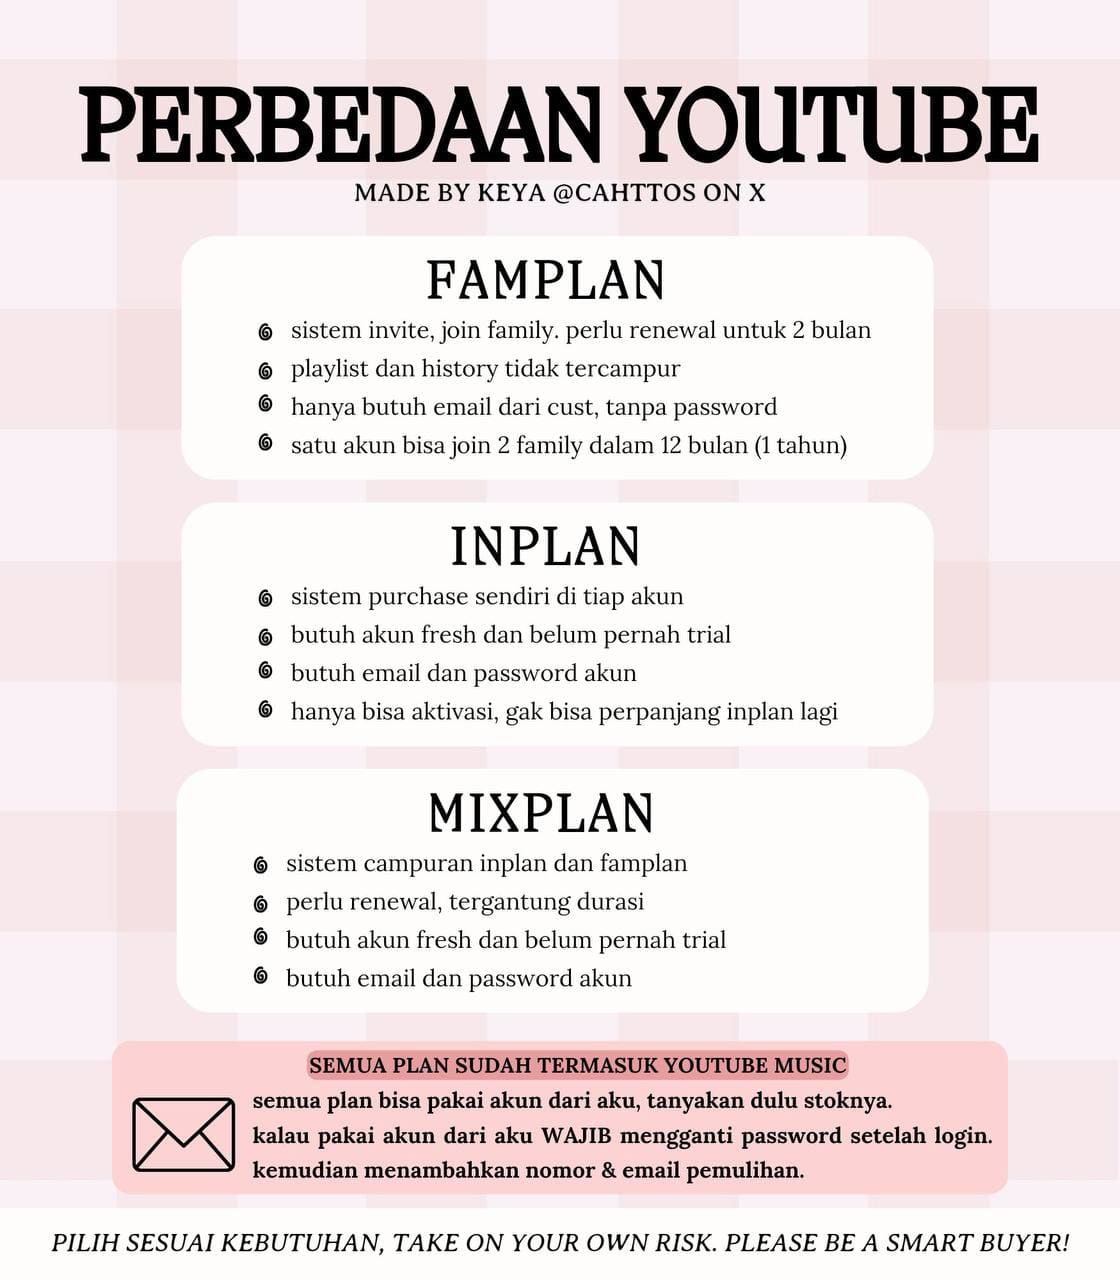 PERBEDAAN YOUTUBE
MADE BY KEYA @CAHTTOS ON X
FAMPLAN
sistem invite, join family. perlu renewal untuk 2 bulan
playlist dan history tidak tercampur
hanya butuh email dari cust, tanpa password
satu akun bisa join 2 family dalam 12 bulan (1 tahun)
INPLAN
sistem purchase sendiri di tiap akun
butuh akun fresh dan belum pernah trial
butuh email dan password akun
hanya bisa aktivasi, gak bisa perpanjang inplan lagi
MIXPLAN
sistem campuran inplan dan famplan
perlu renewal, tergantung durasi
butuh akun fresh dan belum pernah trial
butuh email dan password akun
SEMUA PLAN SUDAH TERMASUK YOUTUBE MUSIC
semua plan bisa pakai akun dari aku, tanyakan dulu stoknya.
kalau pakai akun dari aku WAJIB mengganti password setelah login.
kemudian menambahkan nomor & email pemulihan.
PILIH SESUAI KEBUTUHAN, TAKE ON YOUR OWN RISK. PLEASE BE A SMART BUYER!